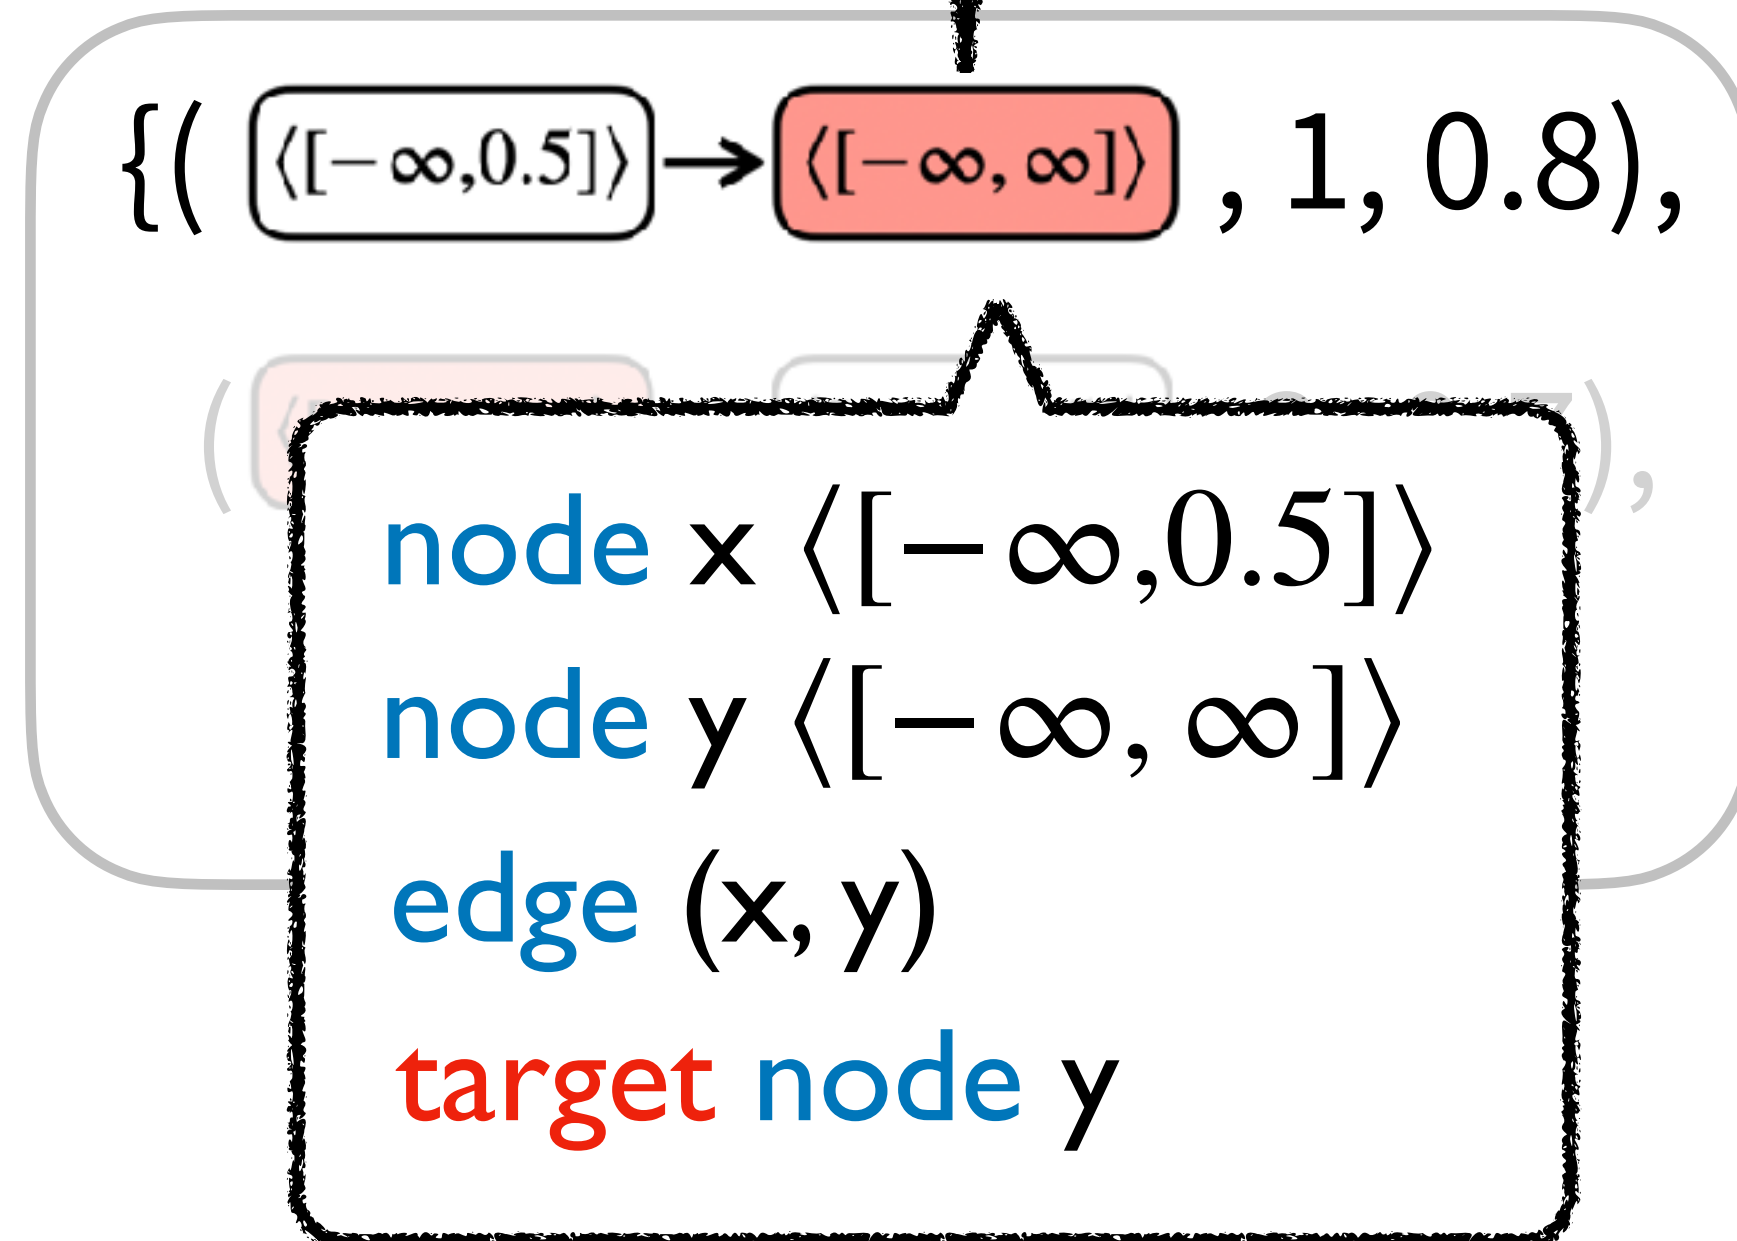 {( ⟨[−∞,0.5]⟩ → ⟨[−∞, ∞]⟩ , 1, 0.8),
( ),
node x ⟨[−∞,0.5]⟩
node y ⟨[−∞, ∞]⟩
edge (x, y)
target node y